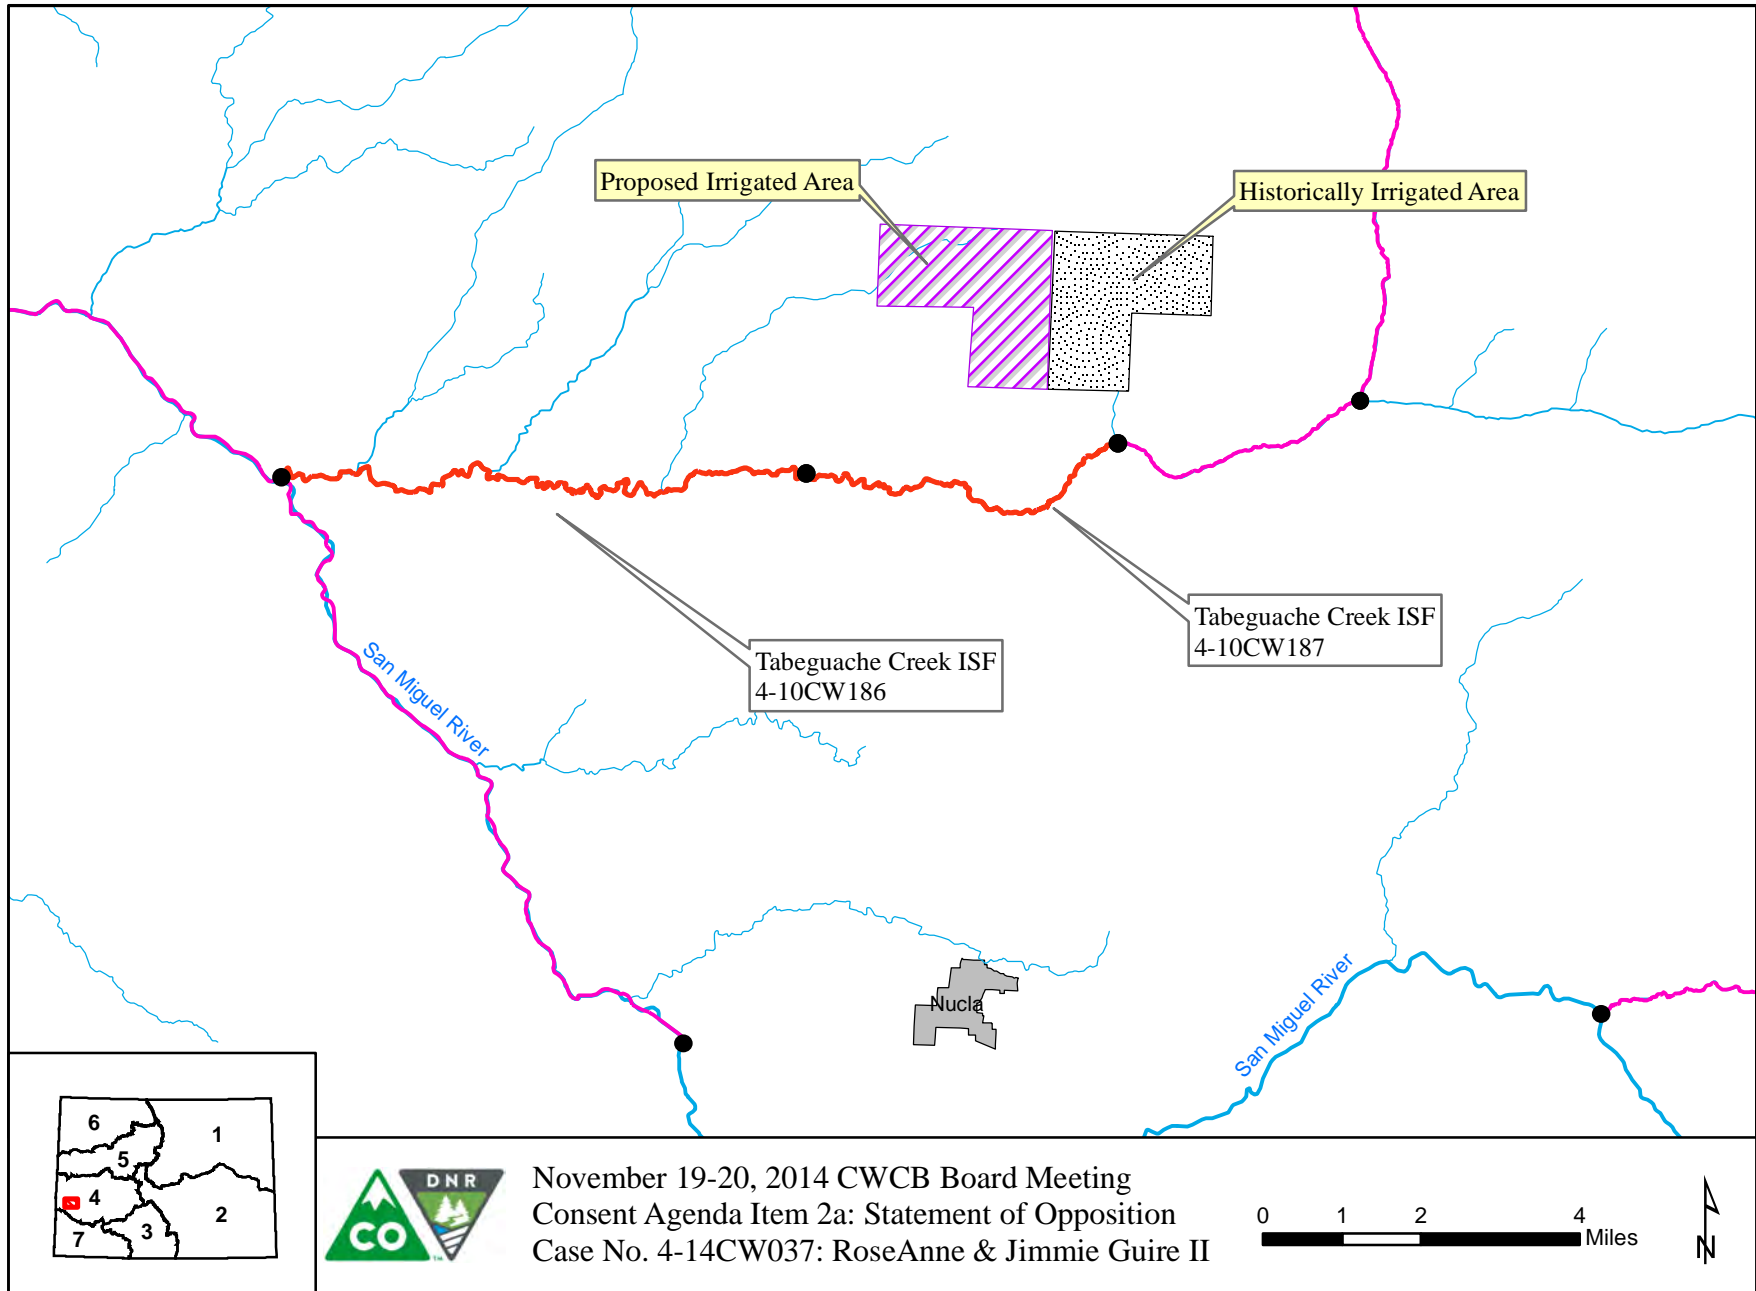 Proposed Irrigated Area
Historically Irrigated Area
Tabeguache Creek ISF
4-10CW187
Tabeguache Creek ISF
4-10CW186
San Miguel River
San Miguel River
Nucla
6
1
5
4
2
3
7
DNR
CO
TM
November 19-20, 2014 CWCB Board Meeting
Consent Agenda Item 2a: Statement of Opposition
Case No. 4-14CW037: RoseAnne & Jimmie Guire II
0 1 2 4
Miles
N